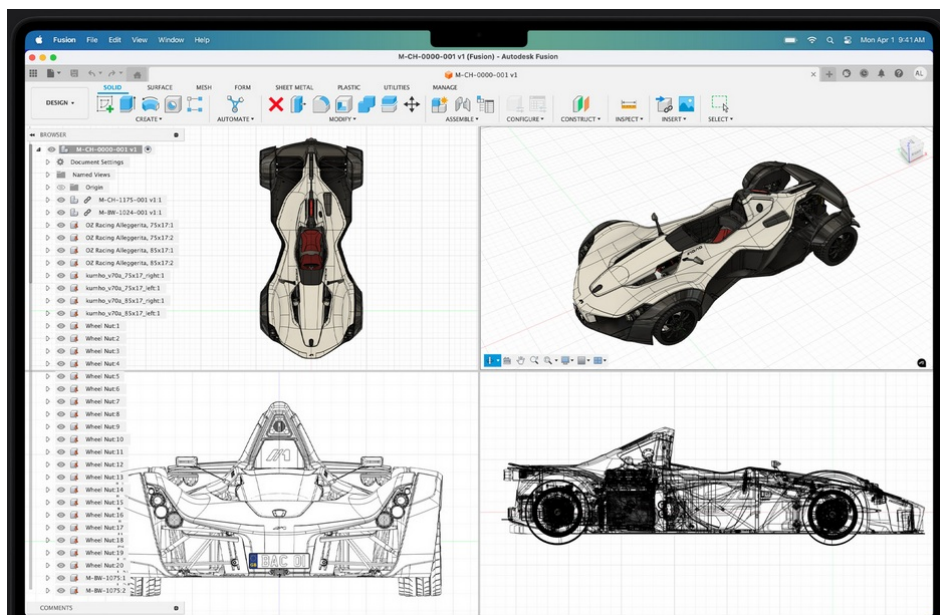 Fusion File Edit View Window Help Mon Apr 1 9:41 AM
M-CH-0000-001 v1 (Fusion) - Autodesk Fusion
M-CH-0000-001 v1 AL
SOLID SURFACE MESH FORM SHEET METAL PLASTIC UTILITIES MANAGE
DESIGN
CREATE AUTOMATE MODIFY ASSEMBLE CONFIGURE CONSTRUCT INSPECT INSERT SELECT
BROWSER
M-CH-0000-001 v1
Document Settings
Named Views
Origin
M-CH-1375-001 v1:1
M-BW-1024-001 v1:1
OZ Racing Alleggerita, 75x17:1
OZ Racing Alleggerita, 75x17:2
OZ Racing Alleggerita, 85x17:1
OZ Racing Alleggerita, 85x17:2
kumho_v70a_75x17_right:1
kumho_v70a_75x17_left:1
kumho_v70a_85x17_right:1
kumho_v70a_85x17_left:1
Wheel Nut:1
Wheel Nut:2
Wheel Nut:3
Wheel Nut:4
Wheel Nut:5
Wheel Nut:6
Wheel Nut:7
Wheel Nut:8
Wheel Nut:9
Wheel Nut:10
Wheel Nut:11
Wheel Nut:12
Wheel Nut:13
Wheel Nut:14
Wheel Nut:15
Wheel Nut:16
Wheel Nut:17
Wheel Nut:18
Wheel Nut:19
Wheel Nut:20
M-BW-1075:1
M-BW-1075:2
COMMENTS
BAC 01